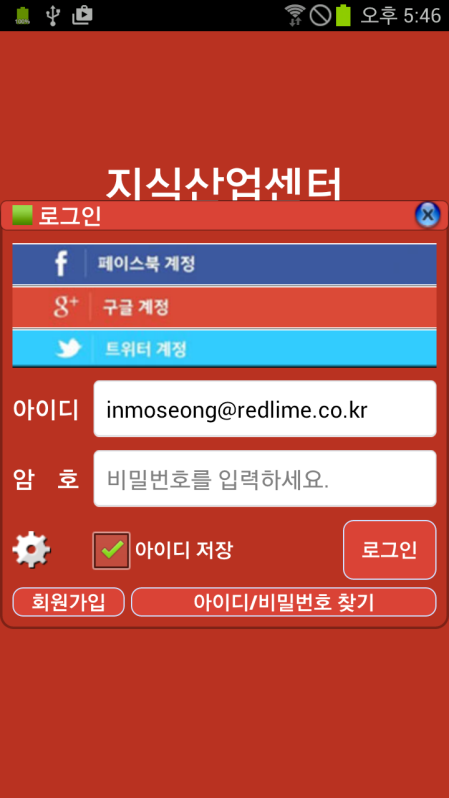 100%
오후 5:46
지식산업센터
로그인
f 페이스북 계정
g+ 구글 계정
트위터 계정
아이디 inmoseong@redlime.co.kr
암 호 비밀번호를 입력하세요.
아이디 저장 로그인
회원가입 아이디/비밀번호 찾기